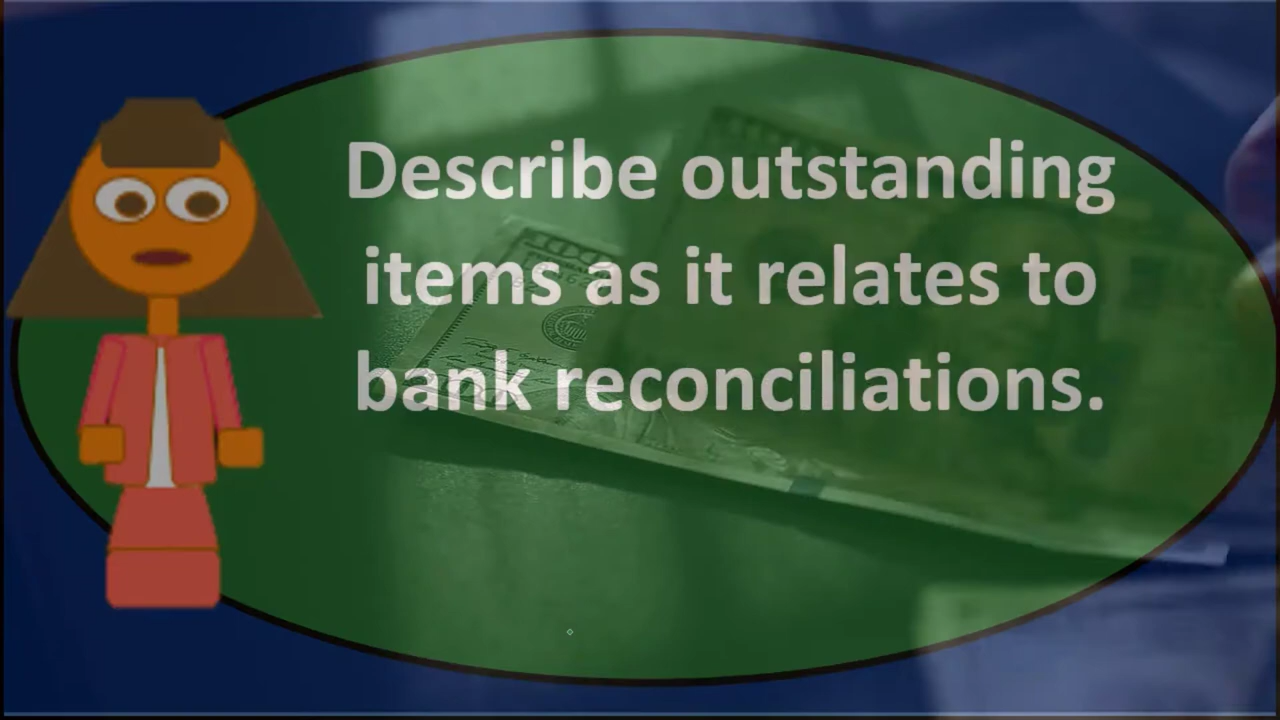 Describe outstanding
items as it relates to
bank reconciliations.